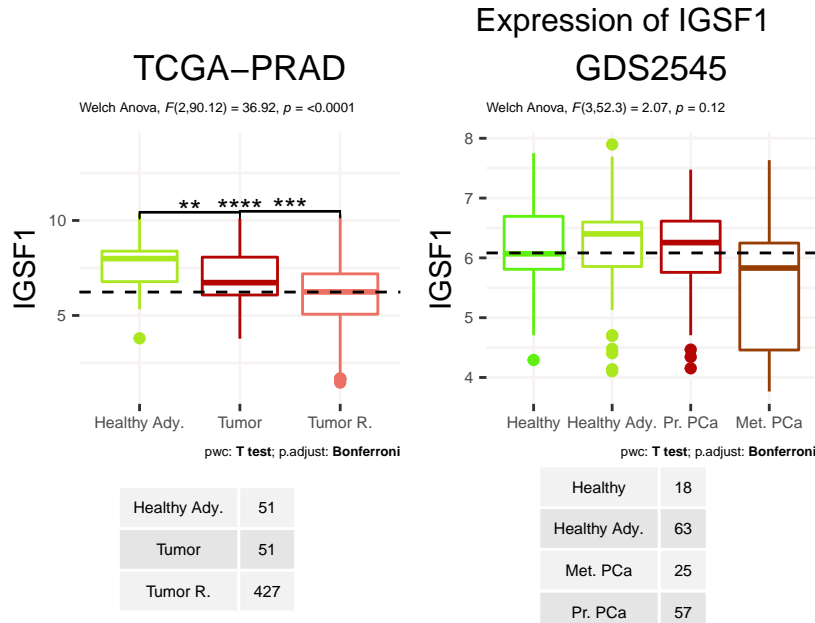 Expression of IGSF1
TCGA−PRAD
Welch Anova, F(2,90.12) = 36.92, p = <0.0001
** **** ***
IGSF1
10
5
Healthy Ady. Tumor Tumor R.
pwc: T test; p.adjust: Bonferroni
Healthy Ady. 51
Tumor 51
Tumor R. 427
GDS2545
Welch Anova, F(3,52.3) = 2.07, p = 0.12
IGSF1
8
7
6
5
4
Healthy Healthy Ady. Pr. PCa Met. PCa
pwc: T test; p.adjust: Bonferroni
Healthy 18
Healthy Ady. 63
Met. PCa 25
Pr. PCa 57